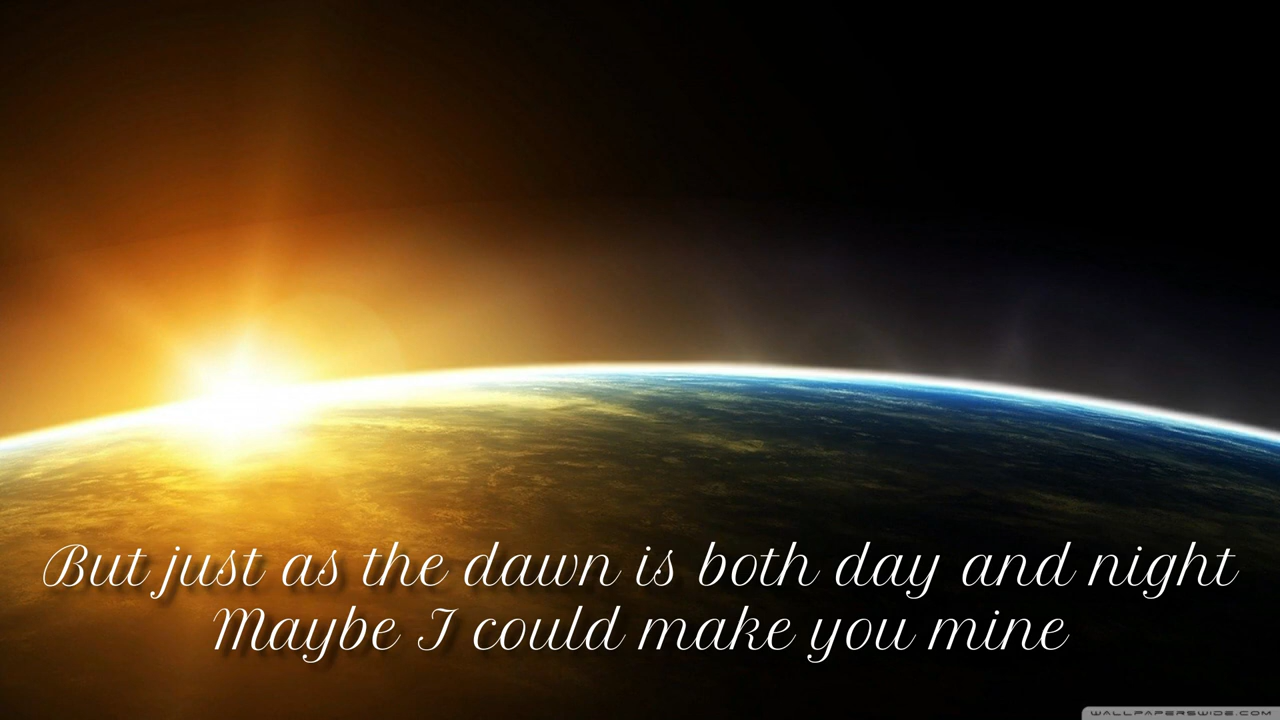 But just as the dawn is both day and night
Maybe I could make you mine
WALLPAPERSWIDE.COM